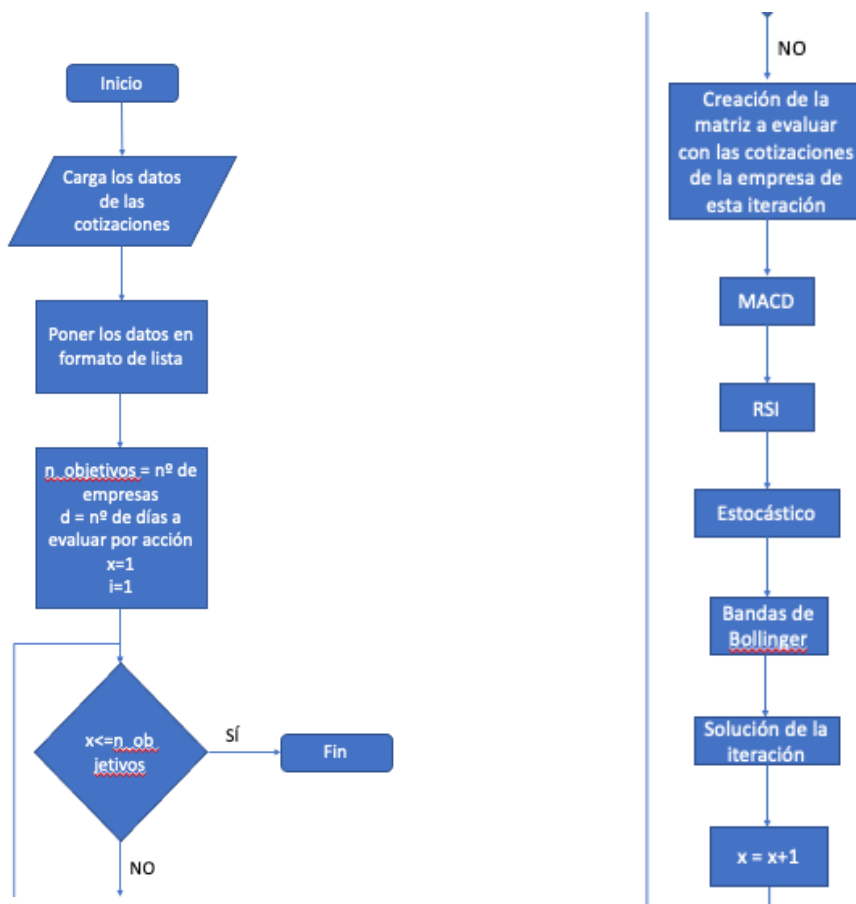 Inicio
Carga los datos
de las
cotizaciones
Poner los datos en
formato de lista
n_objetivos = nº de
empresas
d = nº de días a
evaluar por acción
x=1
i=1
x<=n_ob
jetivos
SÍ
Fin
NO
NO
Creación de la
matriz a evaluar
con las cotizaciones
de la empresa de
esta iteración
MACD
RSI
Estocástico
Bandas de
Bollinger
Solución de la
iteración
x = x+1